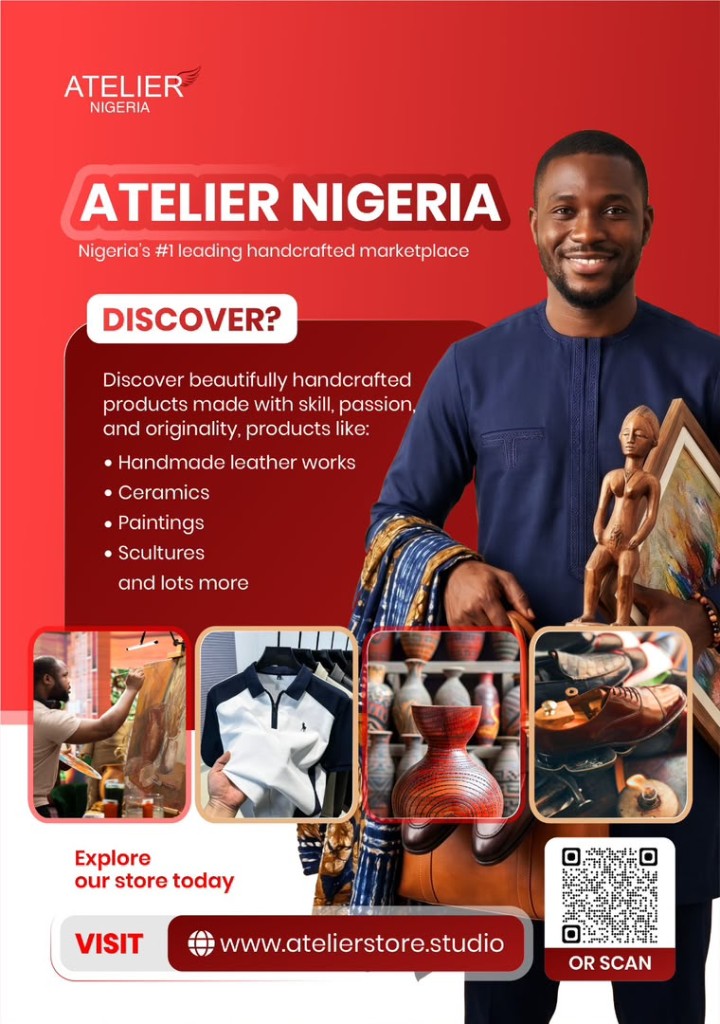 ATELIER
NIGERIA
ATELIER NIGERIA
Nigeria's #1 leading handcrafted marketplace
DISCOVER?
Discover beautifully handcrafted
products made with skill, passion,
and originality, products like:
• Handmade leather works
• Ceramics
• Paintings
• Scultures
and lots more
Explore
our store today
VISIT
www.atelierstore.studio
OR SCAN